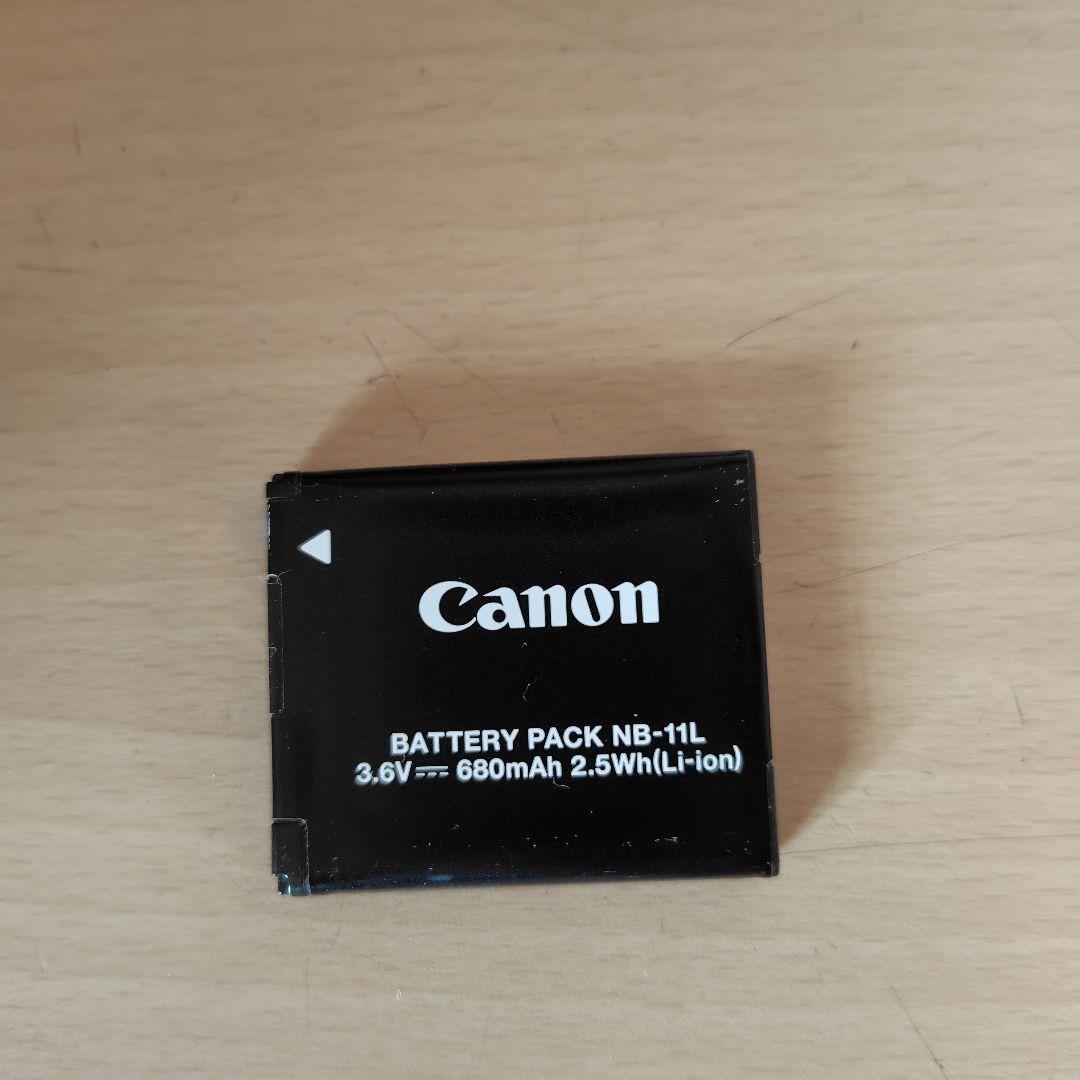 Canon
BATTERY PACK NB-11L
3.6V⎓ 680mAh 2.5Wh(Li-ion)